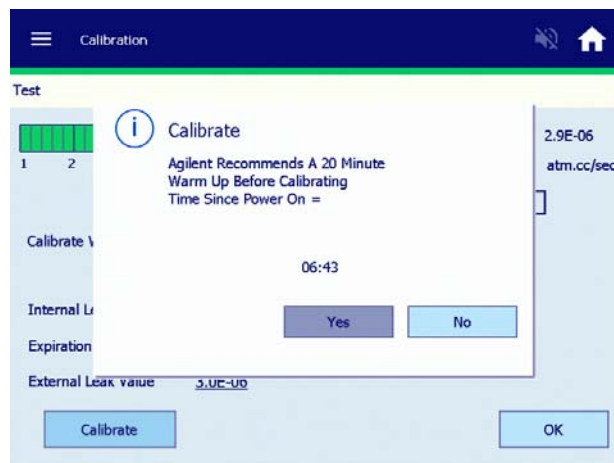 Calibration
Test
Calibrate
Agilent Recommends A 20 Minute
Warm Up Before Calibrating
Time Since Power On =
06:43
Yes
No
2.9E-06
1 2
atm.cc/sec
Calibrate
Internal
Expiration
External Leak Value 3.0E-06
Calibrate
OK